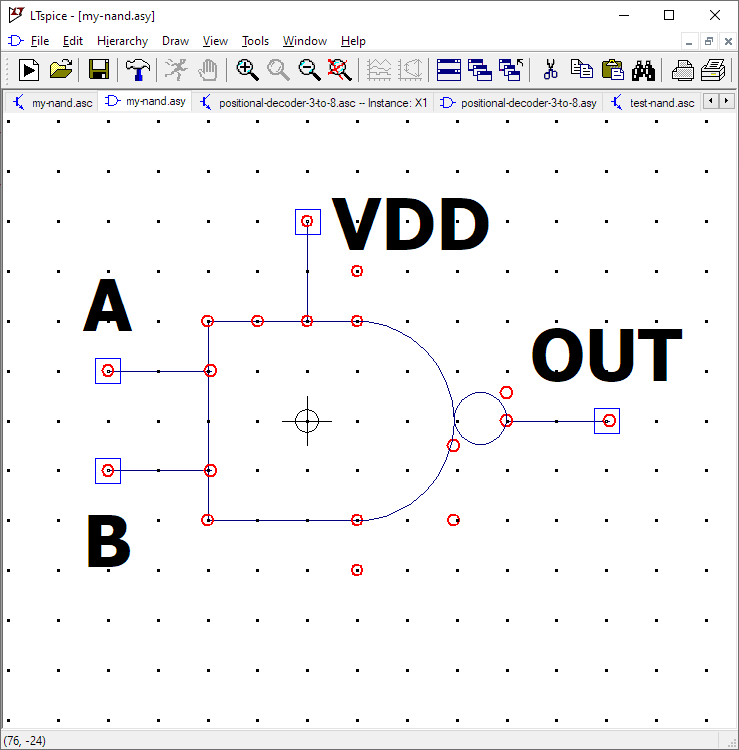 LTspice - [my-nand.asy]
File Edit Hierarchy Draw View Tools Window Help
my-nand.asc my-nand.asy positional-decoder-3-to-8.asc -- Instance: X1 positional-decoder-3-to-8.asy test-nand.asc
VDD
A
OUT
B
(76, -24)